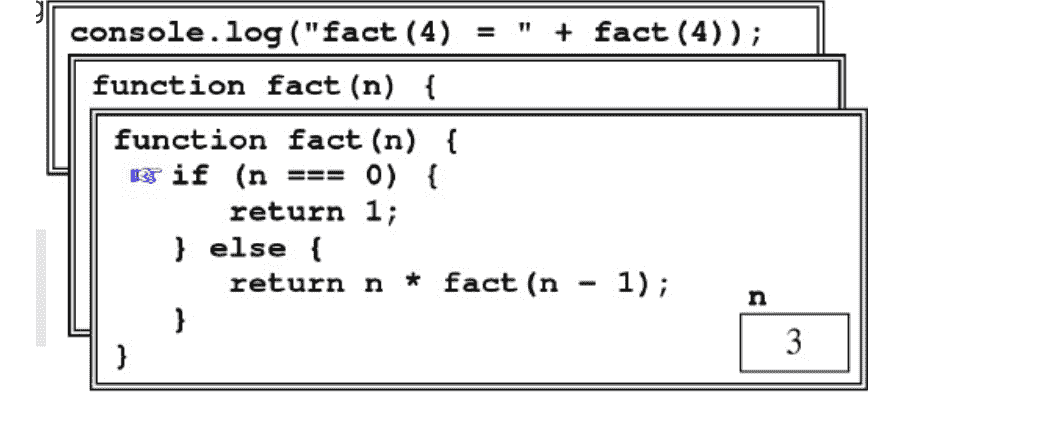 console.log("fact(4) = " + fact(4));
function fact(n) {
function fact(n) {
if (n === 0) {
return 1;
} else {
return n * fact(n - 1);
}
}
n
3